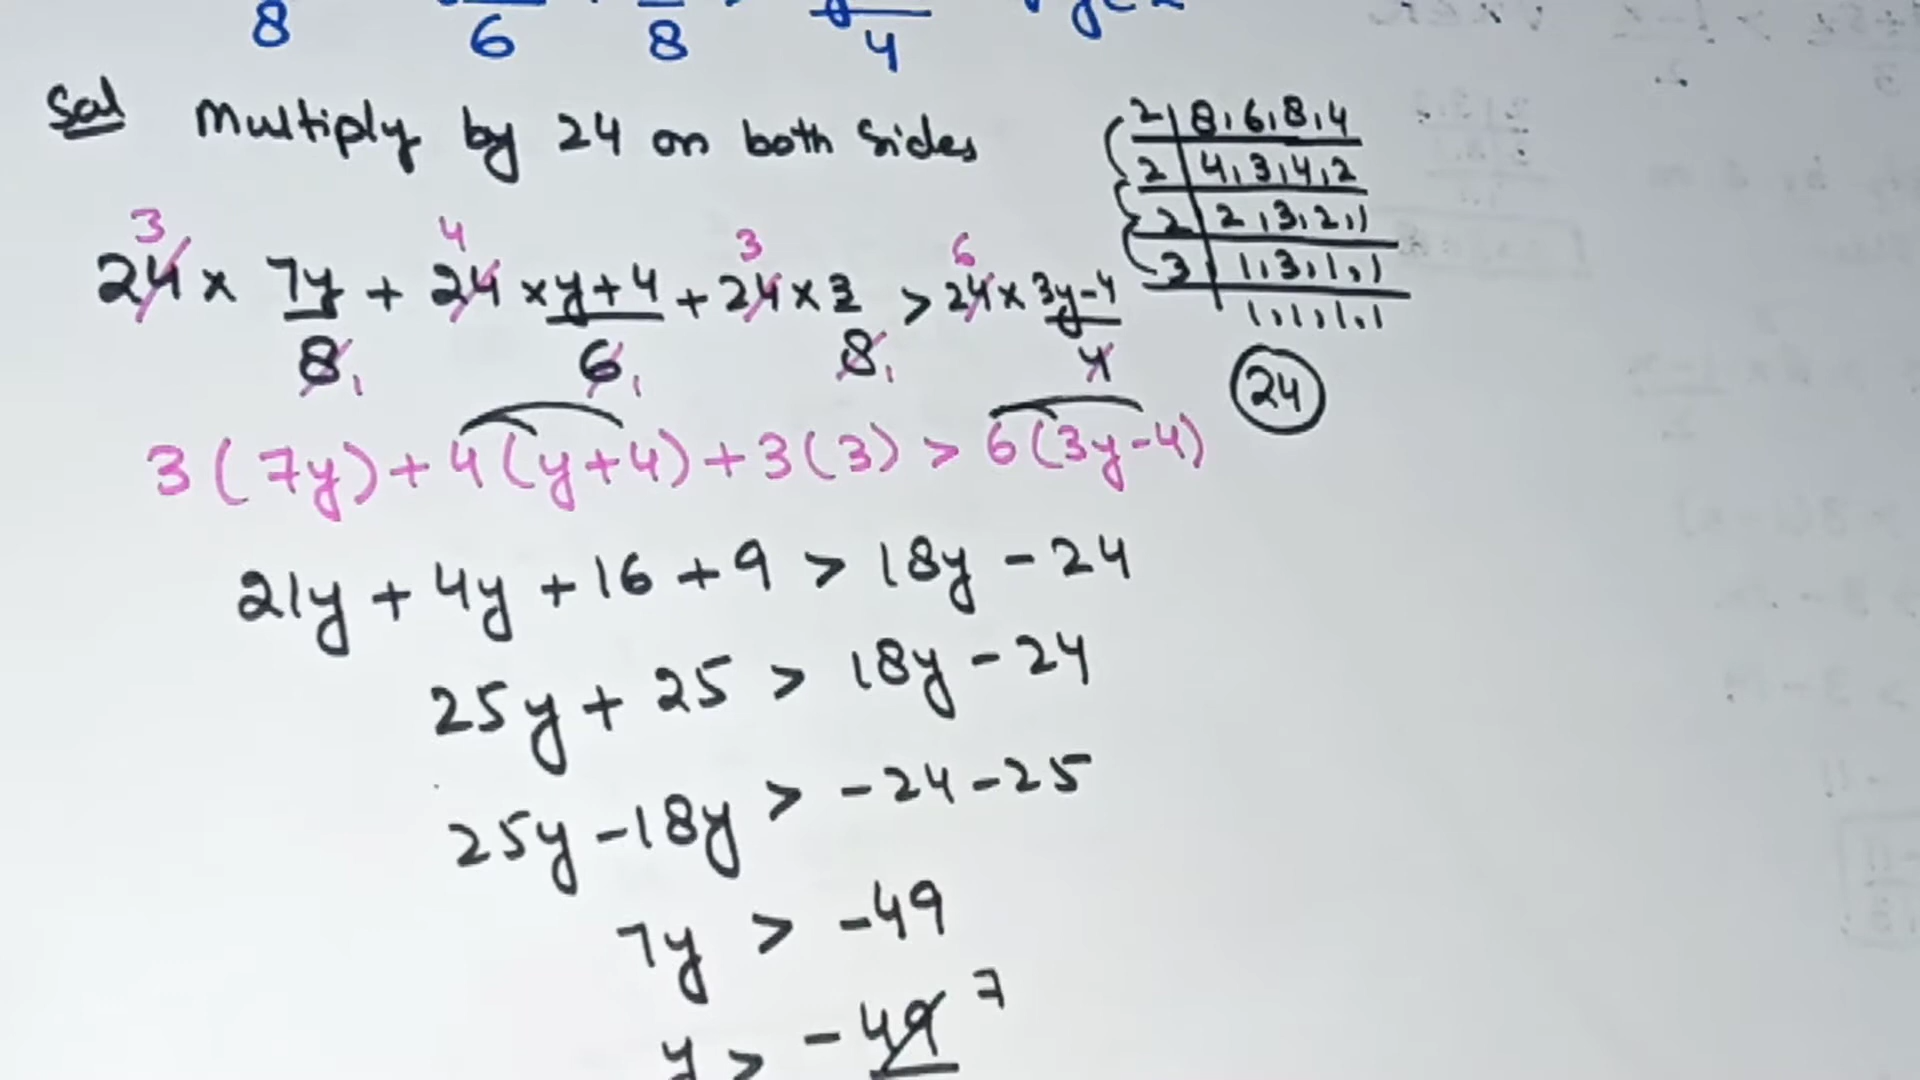 8 6 8 4
Sol Multiply by 24 on both sides
2 | 8, 6, 8, 4
2 | 4, 3, 4, 2
2 | 2, 3, 2, 1
3 | 1, 3, 1, 1
1, 1, 1, 1
24
3 4 3 6
24 × 7y/8 + 24 × y+4/6 + 24 × 3/8 > 24 × 3y-4/4
1 1 1
3(7y) + 4(y+4) + 3(3) > 6(3y-4)
21y + 4y + 16 + 9 > 18y - 24
25y + 25 > 18y - 24
25y - 18y > -24 - 25
7y > -49
y > -49 7